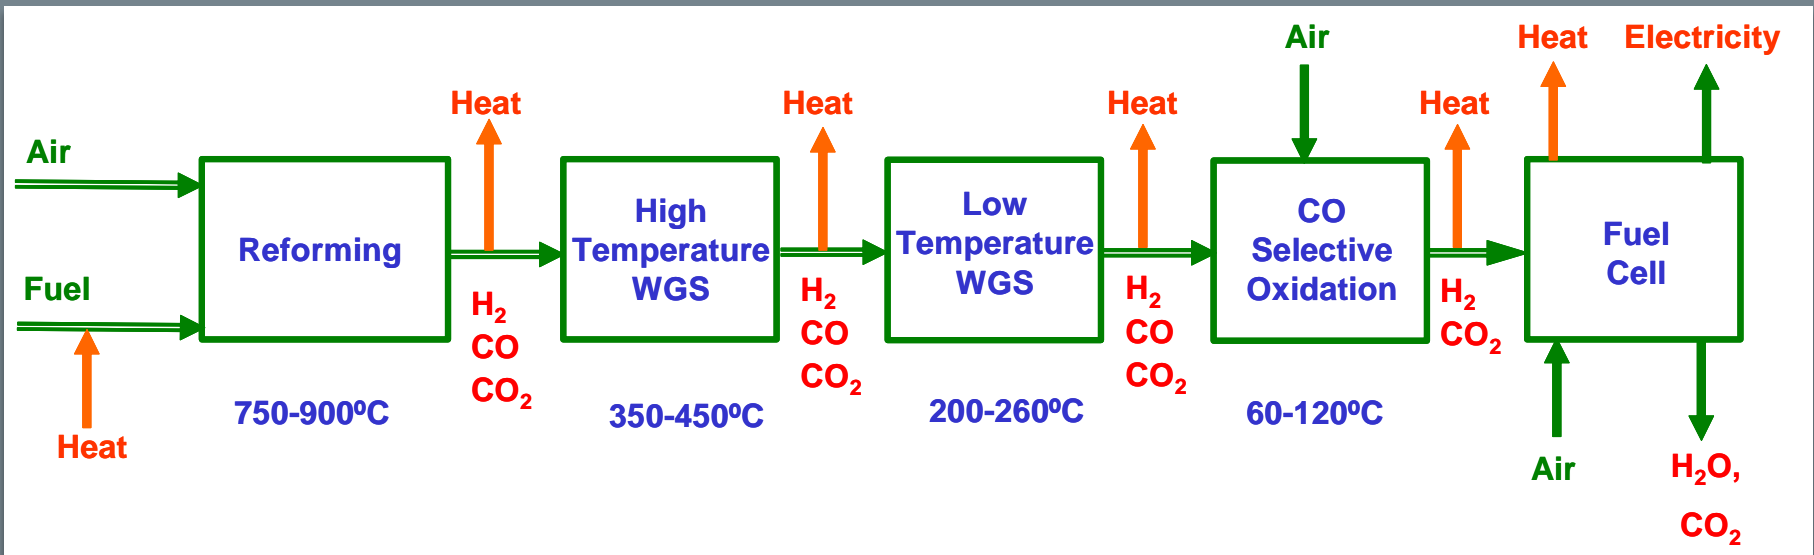 Air
Fuel
Heat
Reforming
750-900ºC
Heat
H₂
CO
CO₂
High
Temperature
WGS
350-450ºC
Heat
H₂
CO
CO₂
Low
Temperature
WGS
200-260ºC
Heat
H₂
CO
CO₂
Air
CO
Selective
Oxidation
60-120ºC
Heat
H₂
CO₂
Heat
Electricity
Fuel
Cell
Air
H₂O,
CO₂